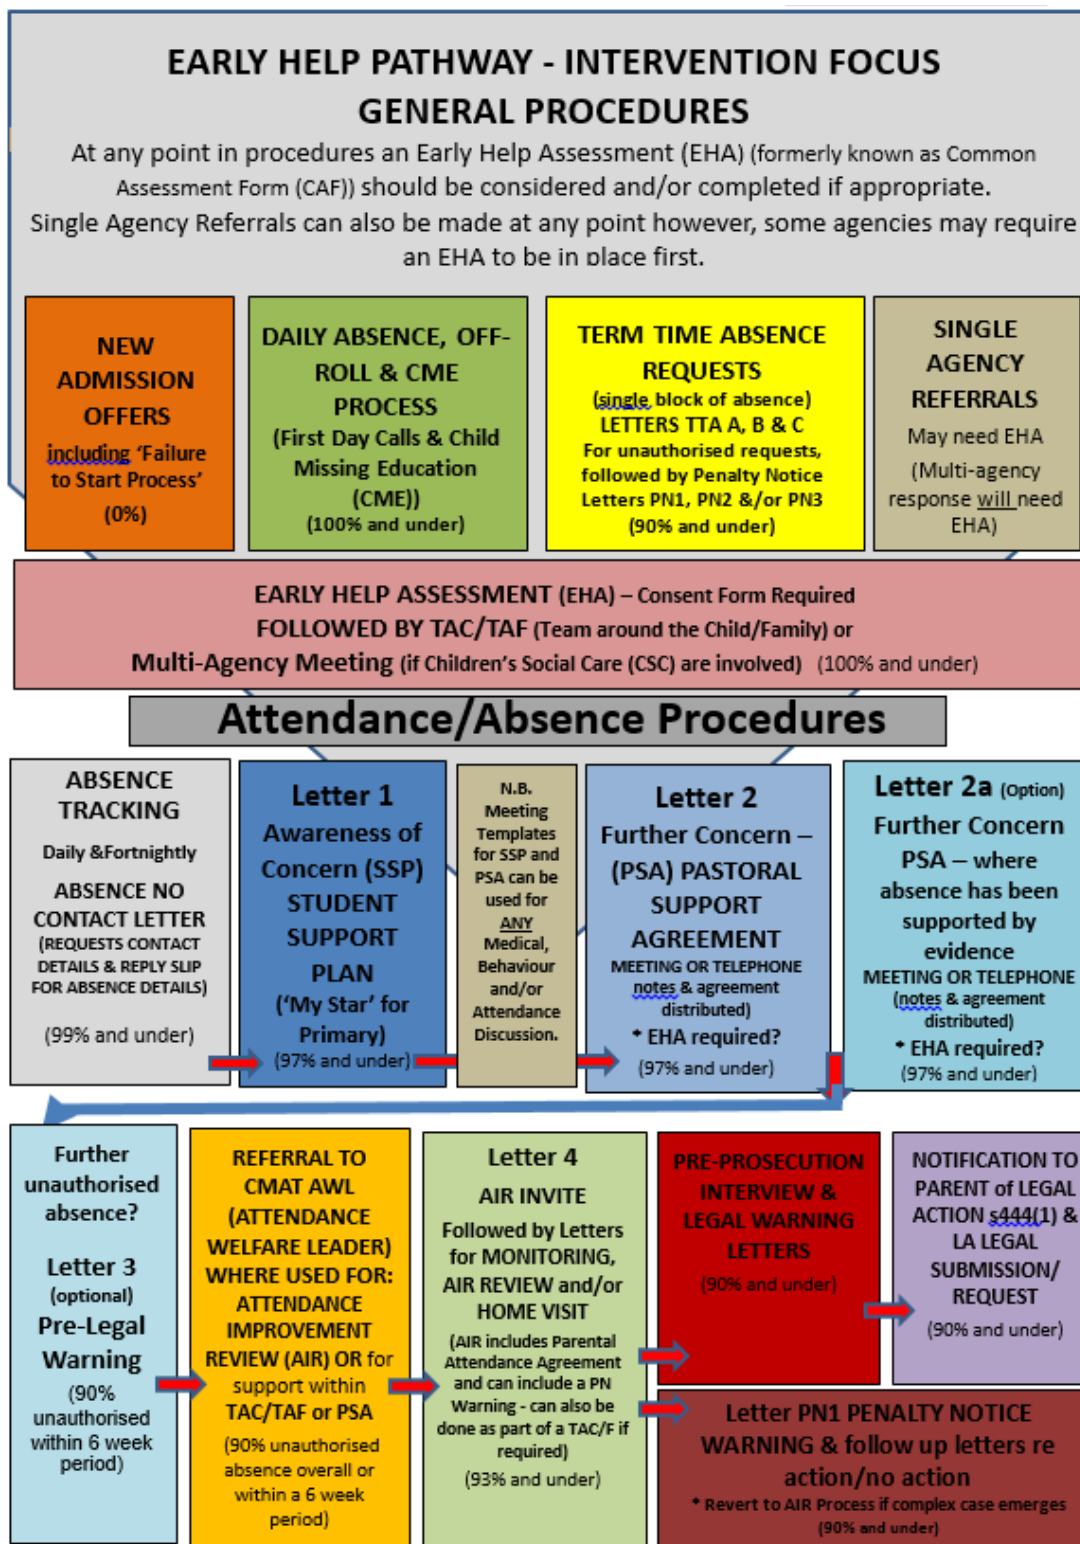 EARLY HELP PATHWAY - INTERVENTION FOCUS
GENERAL PROCEDURES
At any point in procedures an Early Help Assessment (EHA) (formerly known as Common
Assessment Form (CAF)) should be considered and/or completed if appropriate.
Single Agency Referrals can also be made at any point however, some agencies may require
an EHA to be in place first.
NEW
ADMISSION
OFFERS
including ‘Failure
to Start Process’
(0%)
DAILY ABSENCE, OFF-
ROLL & CME
PROCESS
(First Day Calls & Child
Missing Education
(CME))
(100% and under)
TERM TIME ABSENCE
REQUESTS
(single block of absence)
LETTERS TTA A, B & C
For unauthorised requests,
followed by Penalty Notice
Letters PN1, PN2 &/or PN3
(90% and under)
SINGLE
AGENCY
REFERRALS
May need EHA
(Multi-agency
response will need
EHA)
EARLY HELP ASSESSMENT (EHA) – Consent Form Required
FOLLOWED BY TAC/TAF (Team around the Child/Family) or
Multi-Agency Meeting (if Children’s Social Care (CSC) are involved) (100% and under)
Attendance/Absence Procedures
ABSENCE
TRACKING
Daily &Fortnightly
ABSENCE NO
CONTACT LETTER
(REQUESTS CONTACT
DETAILS & REPLY SLIP
FOR ABSENCE DETAILS)
(99% and under)
Letter 1
Awareness of
Concern (SSP)
STUDENT
SUPPORT
PLAN
(‘My Star’ for
Primary)
(97% and under)
N.B.
Meeting
Templates
for SSP and
PSA can be
used for
ANY
Medical,
Behaviour
and/or
Attendance
Discussion.
Letter 2
Further Concern –
(PSA) PASTORAL
SUPPORT
AGREEMENT
MEETING OR TELEPHONE
notes & agreement
distributed)
* EHA required?
(97% and under)
Letter 2a (Option)
Further Concern
PSA – where
absence has been
supported by
evidence
MEETING OR TELEPHONE
(notes & agreement
distributed)
* EHA required?
(97% and under)
Further
unauthorised
absence?
Letter 3
(optional)
Pre-Legal
Warning
(90%
unauthorised
within 6 week
period)
REFERRAL TO
CMAT AWL
(ATTENDANCE
WELFARE LEADER)
WHERE USED FOR:
ATTENDANCE
IMPROVEMENT
REVIEW (AIR) OR for
support within
TAC/TAF or PSA
(90% unauthorised
absence overall or
within a 6 week
period)
Letter 4
AIR INVITE
Followed by Letters
for MONITORING,
AIR REVIEW and/or
HOME VISIT
(AIR includes Parental
Attendance Agreement
and can include a PN
Warning - can also be
done as part of a TAC/F if
required)
(93% and under)
PRE-PROSECUTION
INTERVIEW &
LEGAL WARNING
LETTERS
(90% and under)
NOTIFICATION TO
PARENT of LEGAL
ACTION s444(1) &
LA LEGAL
SUBMISSION/
REQUEST
(90% and under)
Letter PN1 PENALTY NOTICE
WARNING & follow up letters re
action/no action
* Revert to AIR Process if complex case emerges
(90% and under)